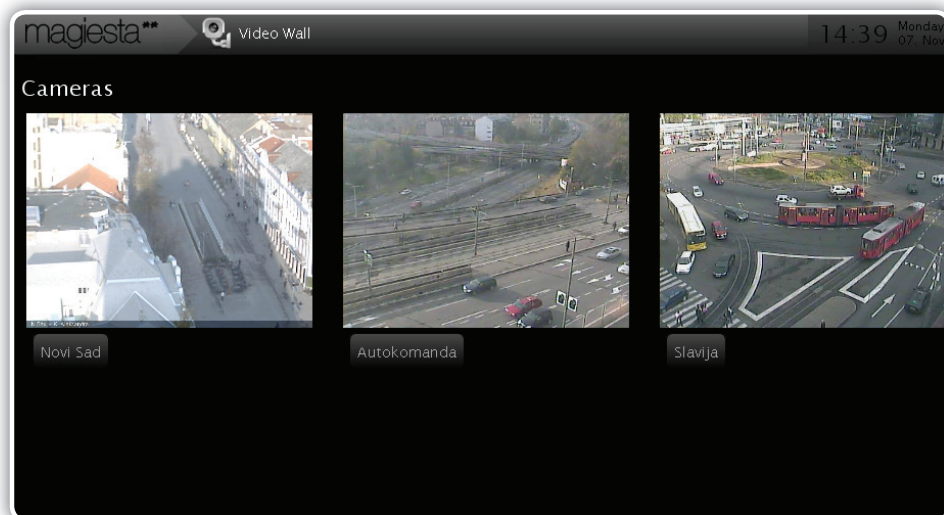 magiesta**
Video Wall
14:39
Monday
07. Nov
Cameras
Novi Sad
Autokomanda
Slavija